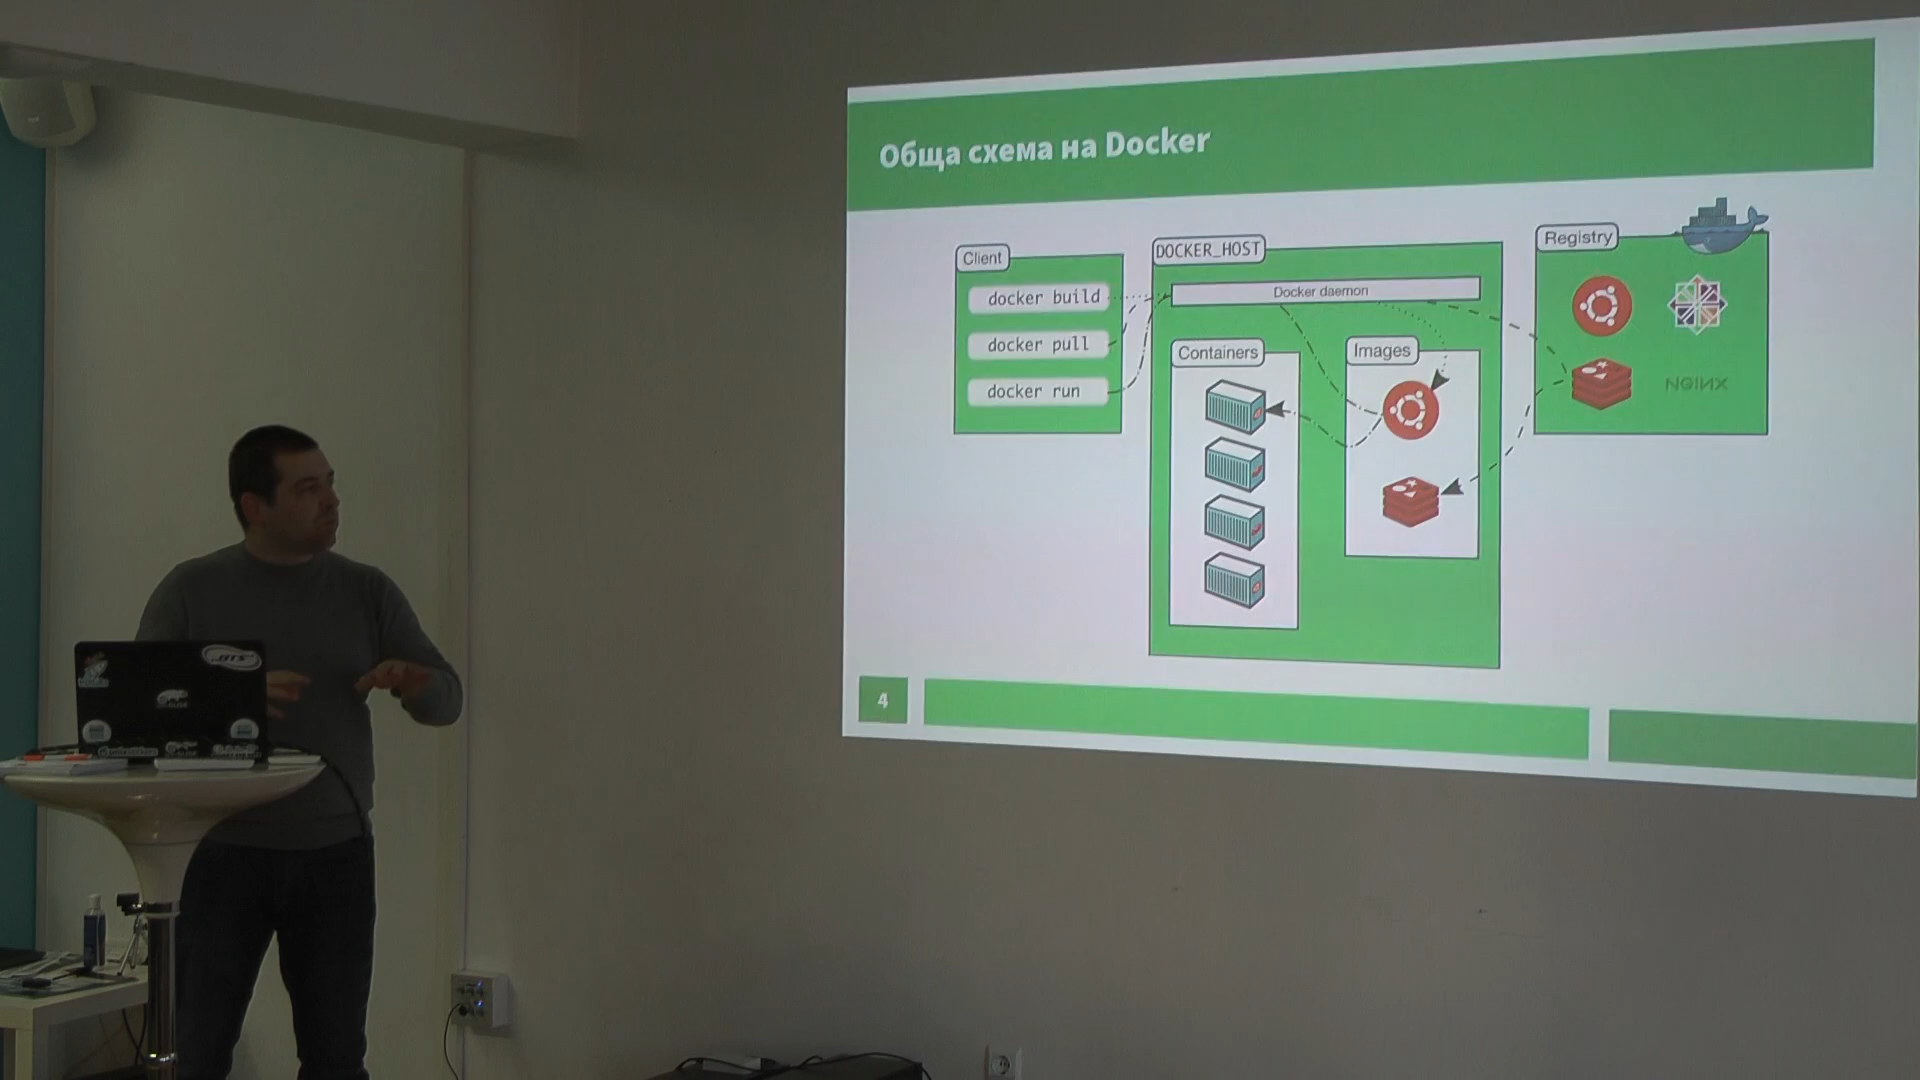 Обща схема на Docker
Client
docker build
docker pull
docker run
DOCKER_HOST
Docker daemon
Containers
Images
Registry
NGINX
4